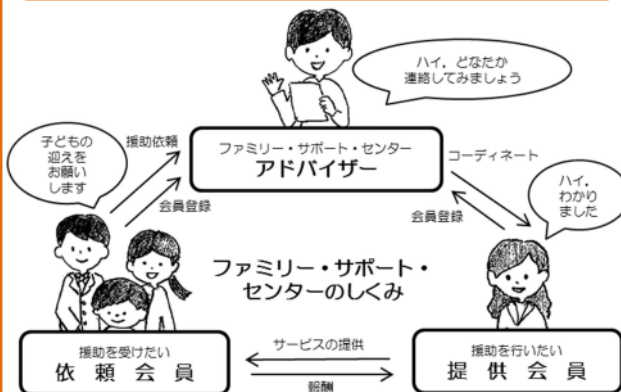 ハイ，どなたか
連絡してみましょう
子どもの
迎えを
お願い
します
援助依頼
会員登録
ファミリー・サポート・センター
アドバイザー
コーディネート
会員登録
ハイ，
わかり
ました
ファミリー・サポート・
センターのしくみ
援助を受けたい
依頼会員
サービスの提供
報酬
援助を行いたい
提供会員